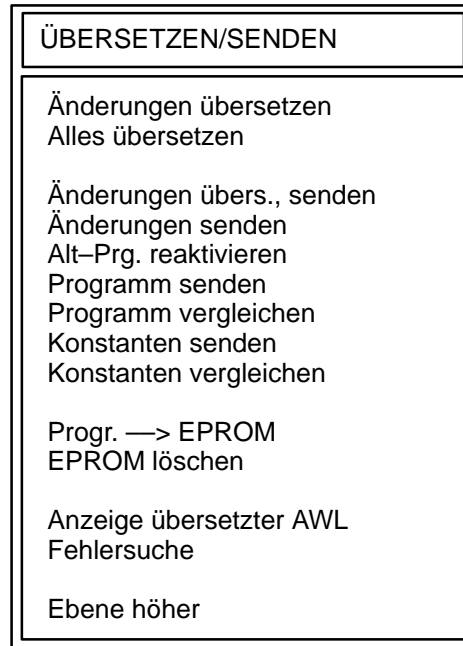 ÜBERSETZEN/SENDEN
Änderungen übersetzen
Alles übersetzen
Änderungen übers., senden
Änderungen senden
Alt–Prg. reaktivieren
Programm senden
Programm vergleichen
Konstanten senden
Konstanten vergleichen
Progr. —> EPROM
EPROM löschen
Anzeige übersetzter AWL
Fehlersuche
Ebene höher